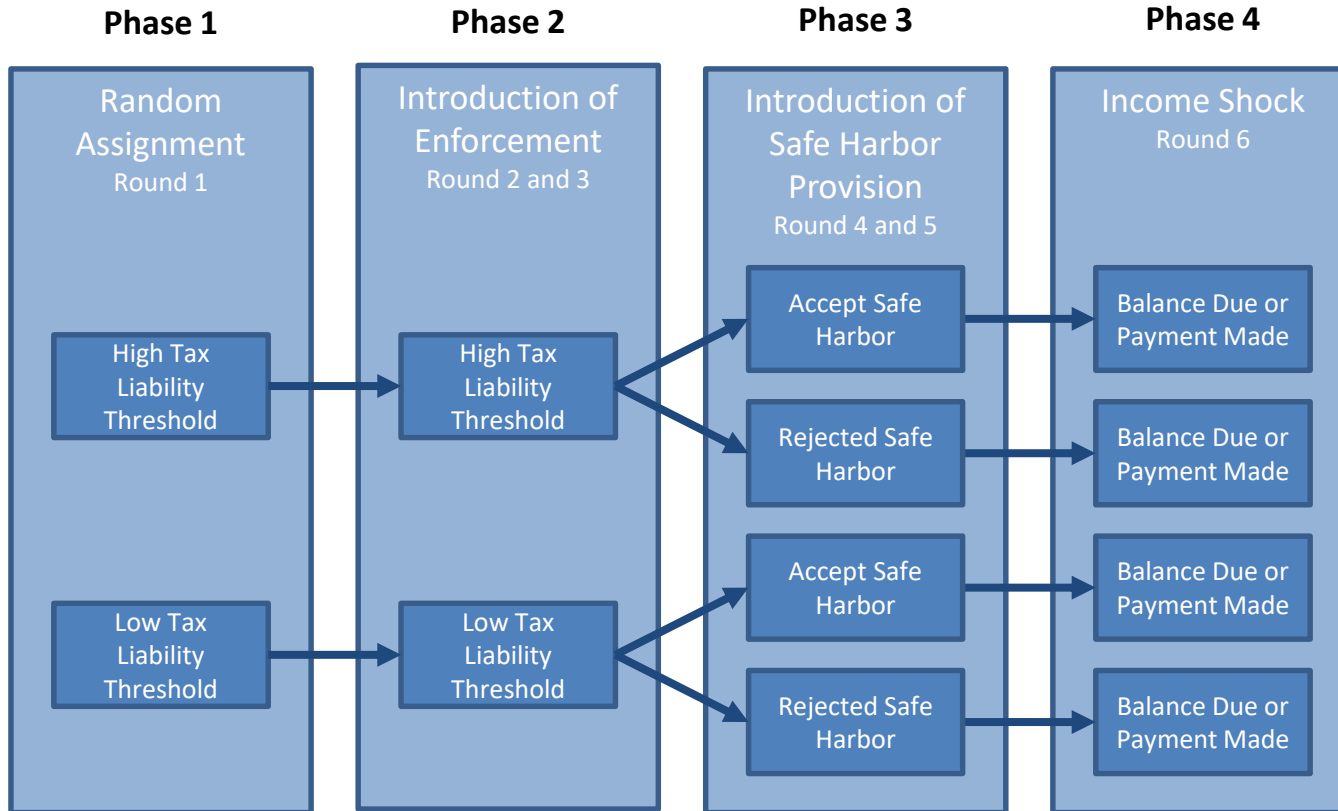 Phase 1
Phase 2
Phase 3
Phase 4
Random
Assignment
Round 1
High Tax
Liability
Threshold
Low Tax
Liability
Threshold
Introduction of
Enforcement
Round 2 and 3
High Tax
Liability
Threshold
Low Tax
Liability
Threshold
Introduction of
Safe Harbor
Provision
Round 4 and 5
Accept Safe
Harbor
Rejected Safe
Harbor
Accept Safe
Harbor
Rejected Safe
Harbor
Income Shock
Round 6
Balance Due or
Payment Made
Balance Due or
Payment Made
Balance Due or
Payment Made
Balance Due or
Payment Made